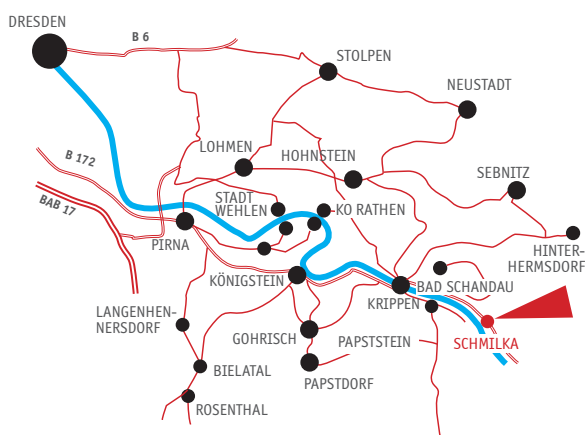 DRESDEN
B 6
STOLPEN
NEUSTADT
LOHMEN
HOHNSTEIN
B 172
SEBNITZ
BAB 17
STADT
WEHLEN
KO RATHEN
PIRNA
HINTER-
HERMSDORF
KÖNIGSTEIN
BAD SCHANDAU
KRIPPEN
LANGENHEN-
NERSDORF
GOHRISCH
PAPSTSTEIN
SCHMILKA
BIELATAL
PAPSTDORF
ROSENTHAL